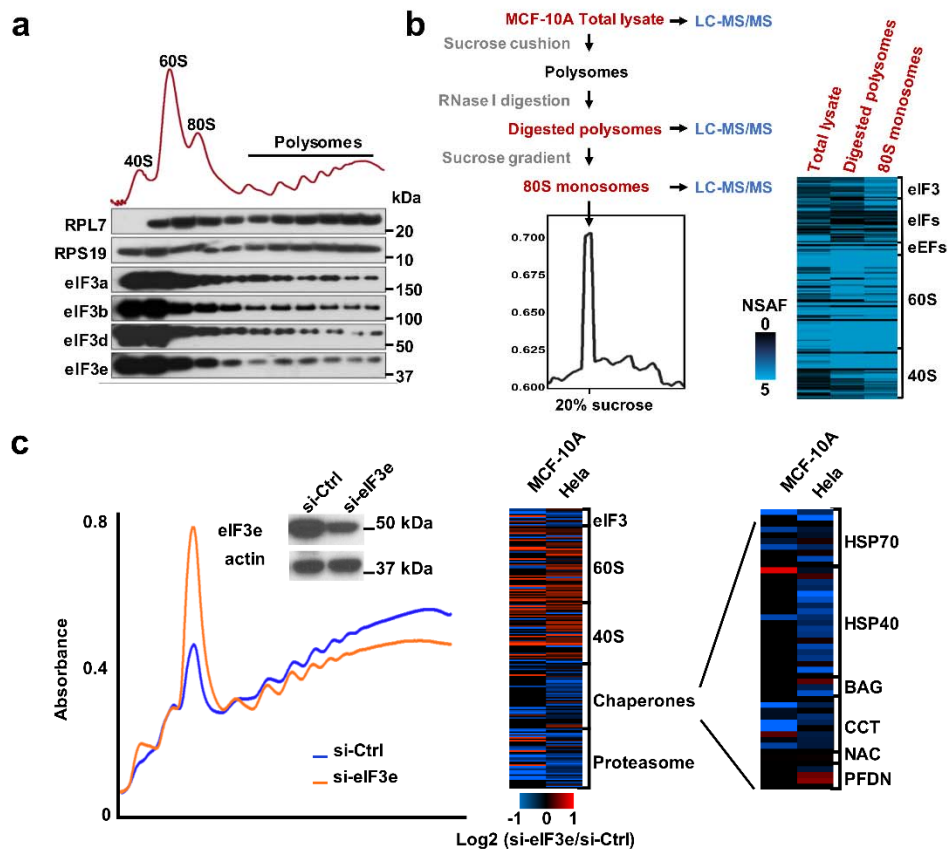 a
60S
80S
40S
Polysomes
kDa
RPL7
20
RPS19
10
eIF3a
150
eIF3b
100
eIF3d
50
eIF3e
37
b
MCF-10A Total lysate
LC-MS/MS
Sucrose cushion
Polysomes
RNase I digestion
Digested polysomes
LC-MS/MS
Sucrose gradient
80S monosomes
LC-MS/MS
0.700
0.675
0.650
0.625
0.600
20% sucrose
Total lysate
Digested polysomes
80S monosomes
eIF3
eIFs
eEFs
60S
40S
NSAF
0
5
c
0.8
0.4
0
Absorbance
si-Ctrl
si-eIF3e
eIF3e
50 kDa
actin
37 kDa
si-Ctrl
si-eIF3e
MCF-10A
Hela
eIF3
60S
40S
Chaperones
Proteasome
-1 0 1
Log2 (si-eIF3e/si-Ctrl)
MCF-10A
Hela
HSP70
HSP40
BAG
CCT
NAC
PFDN